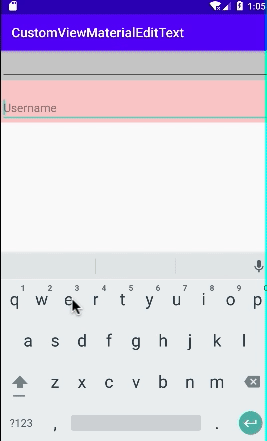 1:05
CustomViewMaterialEditText
Username
1 2 3 4 5 6 7 8 9 0
q w e r t y u i o p
a s d f g h j k l
z x c v b n m
?123 , .